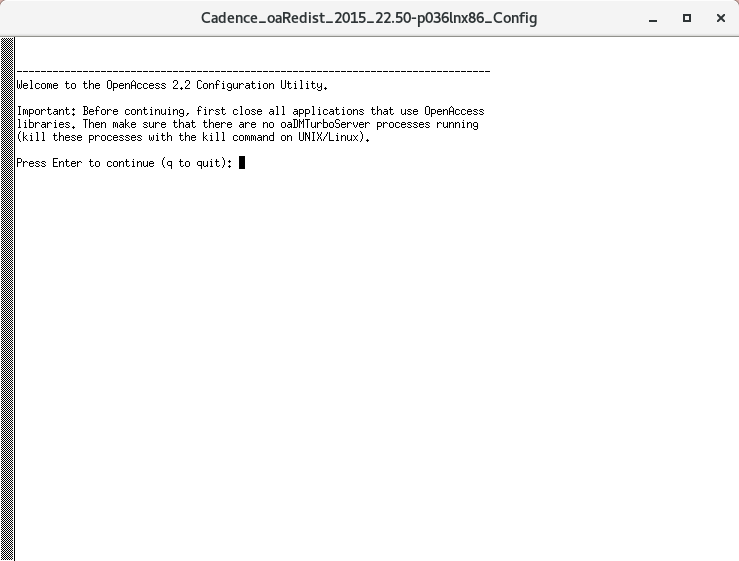 Cadence_oaRedist_2015_22.50-p036lnx86_Config
-------------------------------------------------------------------------------
Welcome to the OpenAccess 2.2 Configuration Utility.
Important: Before continuing, first close all applications that use OpenAccess
libraries. Then make sure that there are no oaDMTurboServer processes running
(kill these processes with the kill command on UNIX/Linux).
Press Enter to continue (q to quit):